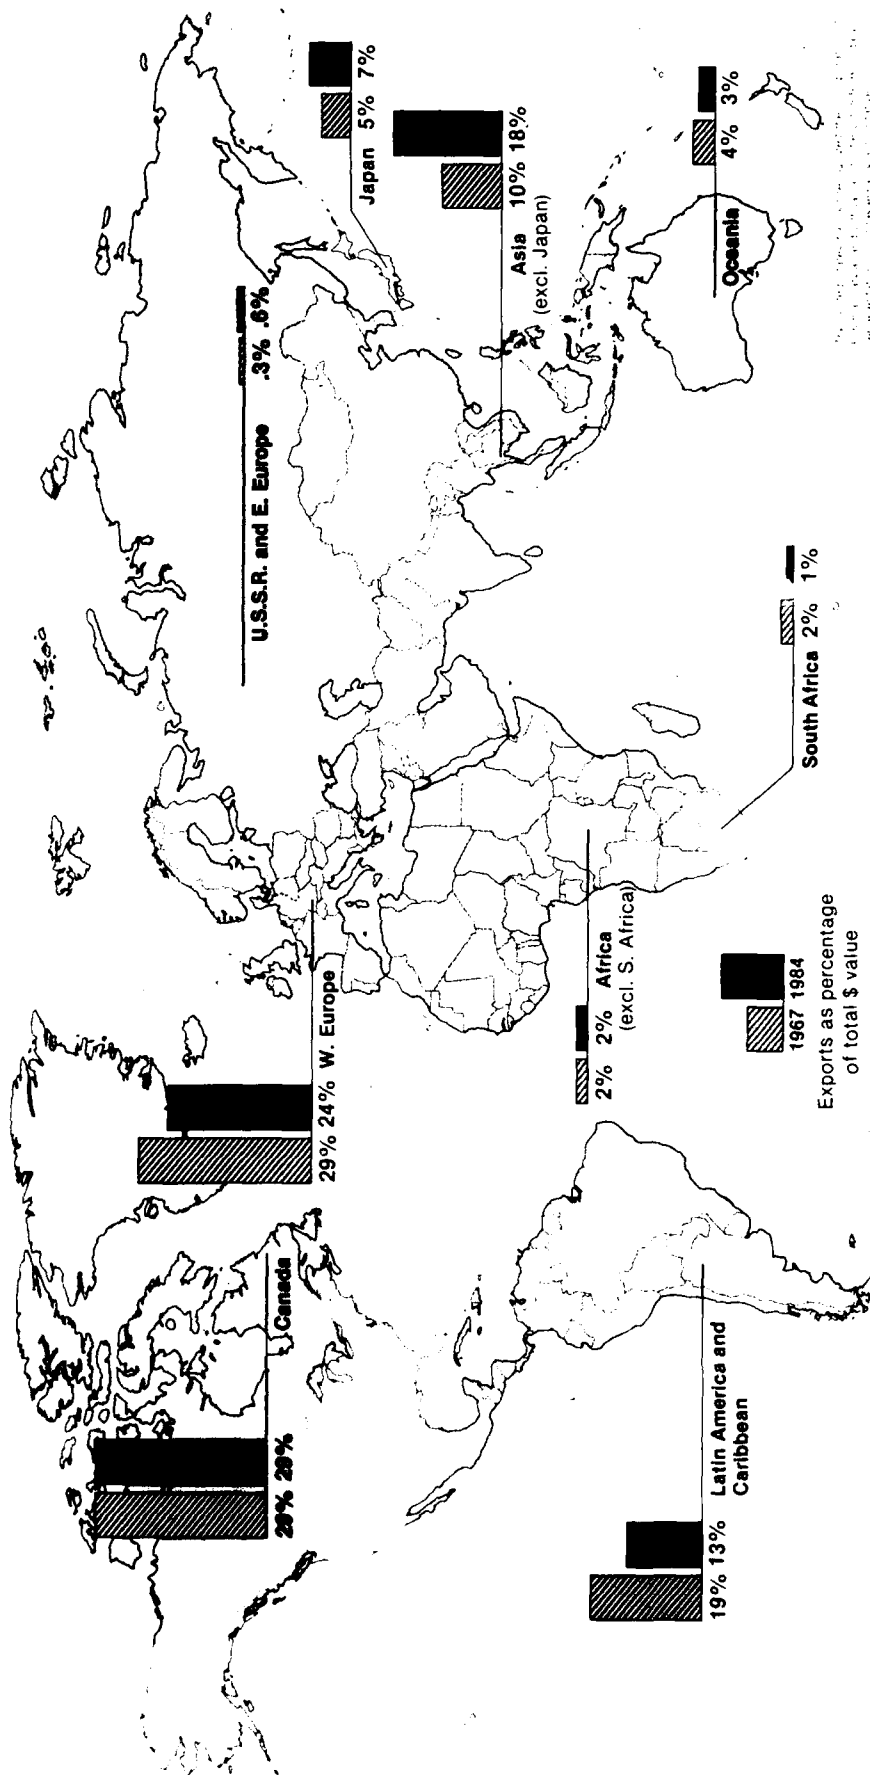 Canada
28% 29%
29% 24% W. Europe
U.S.S.R. and E. Europe
.3% .6%
Japan 5% 7%
Asia
(excl. Japan)
10% 18%
Oceania
4% 3%
South Africa 2% 1%
2% 2% Africa
(excl. S. Africa)
19% 13%
Latin America and
Caribbean
1967 1984
Exports as percentage
of total $ value